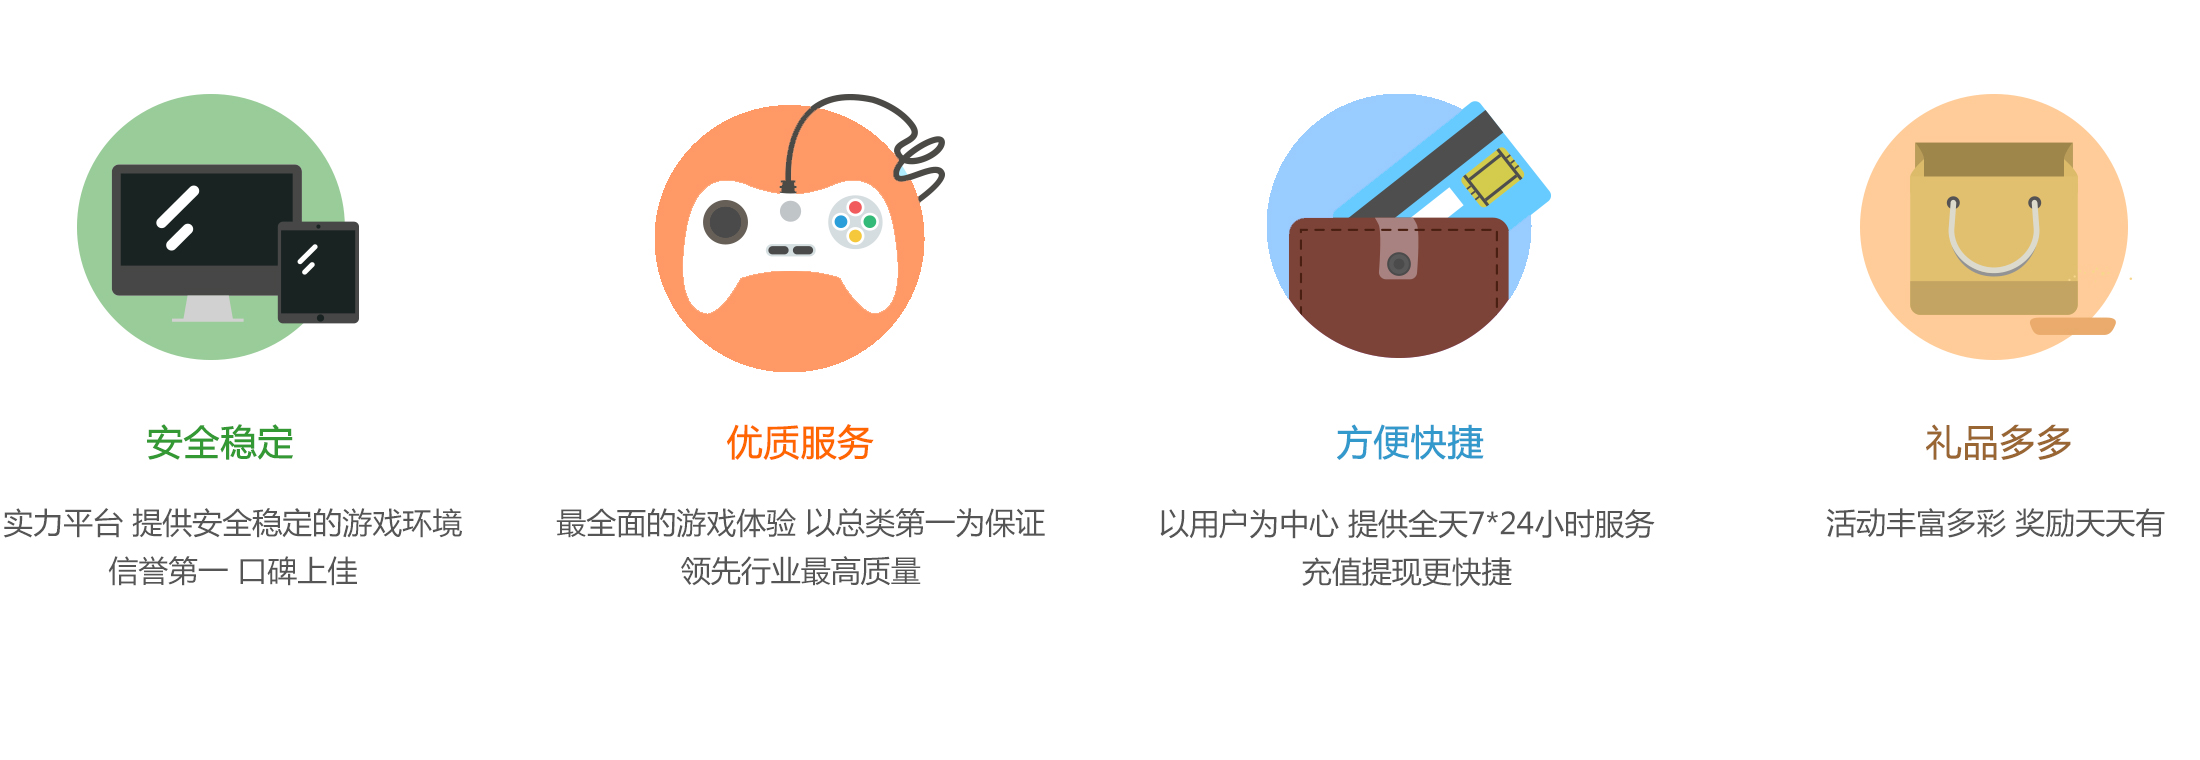 安全稳定
实力平台 提供安全稳定的游戏环境
信誉第一 口碑上佳
优质服务
最全面的游戏体验 以总类第一为保证
领先行业最高质量
方便快捷
以用户为中心 提供全天7*24小时服务
充值提现更快捷
礼品多多
活动丰富多彩 奖励天天有